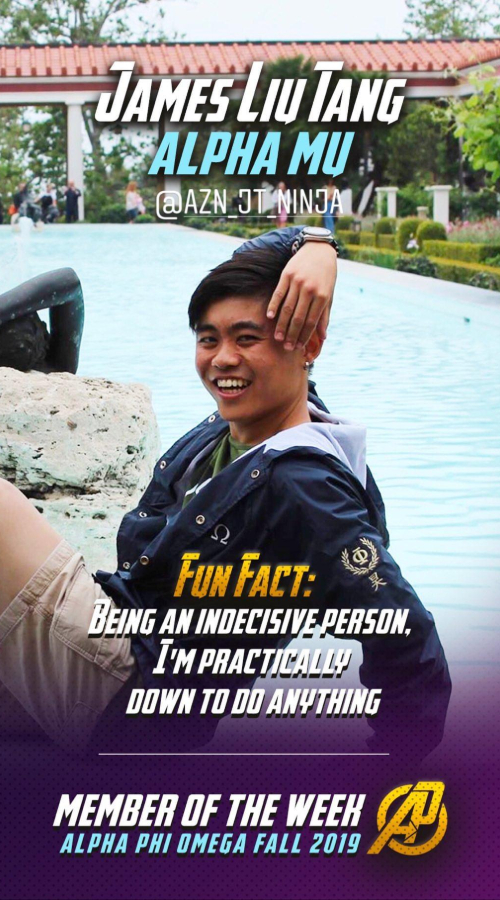 James Liu Tang
ALPHA MU
@AZN_JT_NINJA
Ω
Φ
Fun Fact:
Being an indecisive person,
I'm practically
down to do anything
MEMBER OF THE WEEK
ALPHA PHI OMEGA FALL 2019